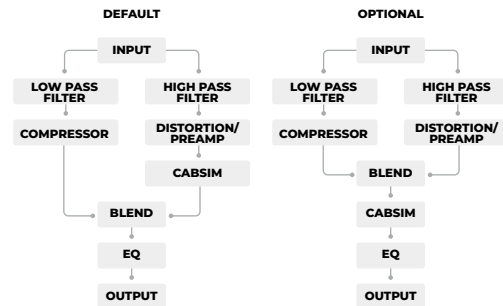 DEFAULT
INPUT
LOW PASS
FILTER
HIGH PASS
FILTER
COMPRESSOR
DISTORTION/
PREAMP
CABSIM
BLEND
EQ
OUTPUT
OPTIONAL
INPUT
LOW PASS
FILTER
HIGH PASS
FILTER
COMPRESSOR
DISTORTION/
PREAMP
BLEND
CABSIM
EQ
OUTPUT